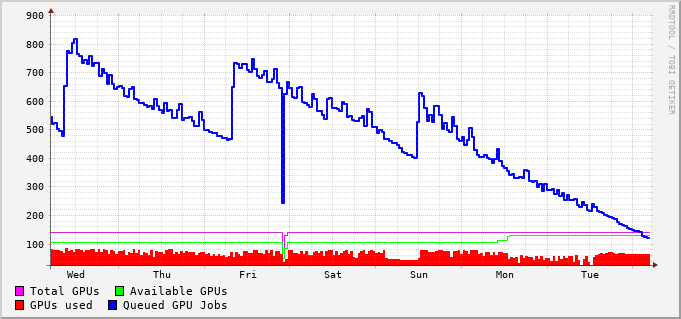 900
800
700
600
500
400
300
200
100
Wed Thu Fri Sat Sun Mon Tue
Total GPUs Available GPUs
GPUs used Queued GPU Jobs
RRDTOOL / TOBI OETIKER